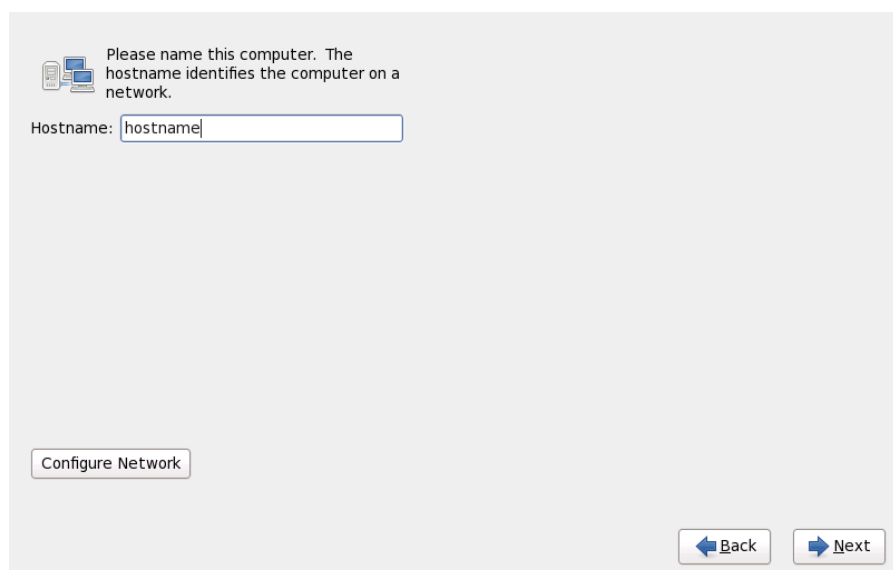 Please name this computer.  The
hostname identifies the computer on a
network.
Hostname: hostname
Configure Network
Back Next